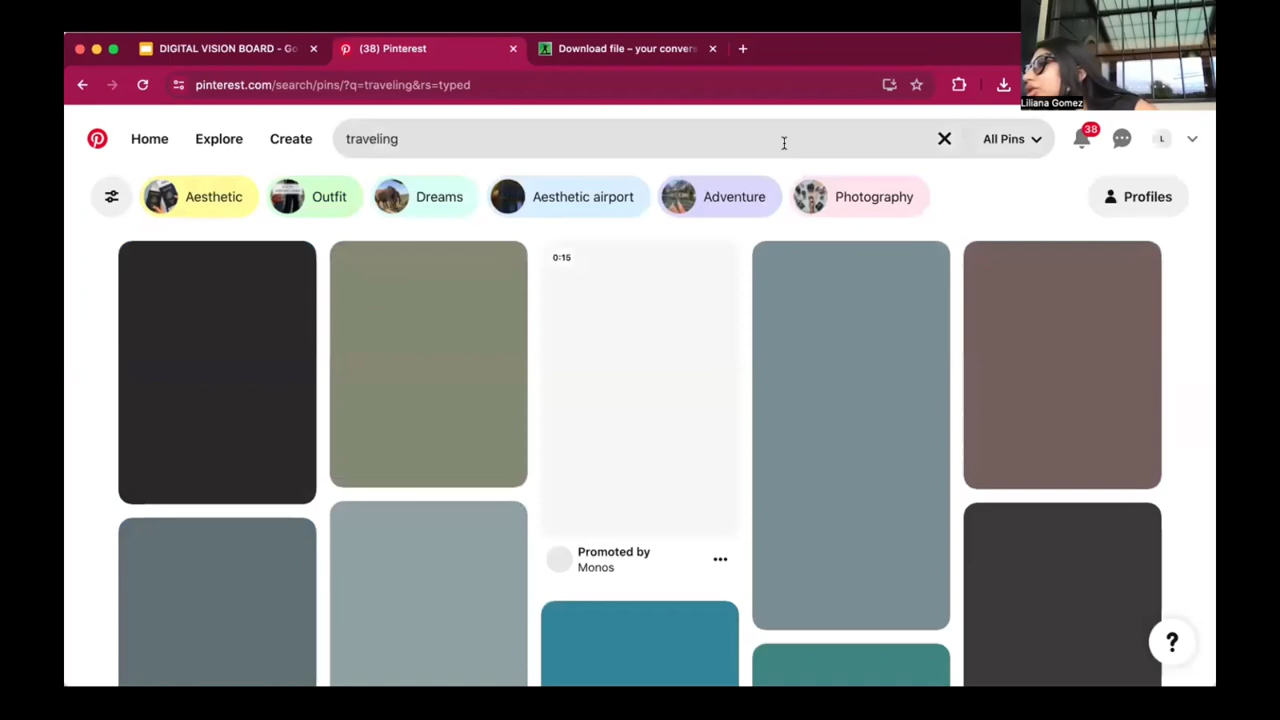 DIGITAL VISION BOARD - Go
(38) Pinterest
Download file – your convers
pinterest.com/search/pins/?q=traveling&rs=typed
Liliana Gomez
Home
Explore
Create
traveling
All Pins
38
L
Aesthetic
Outfit
Dreams
Aesthetic airport
Adventure
Photography
Profiles
0:15
Promoted by
Monos
?